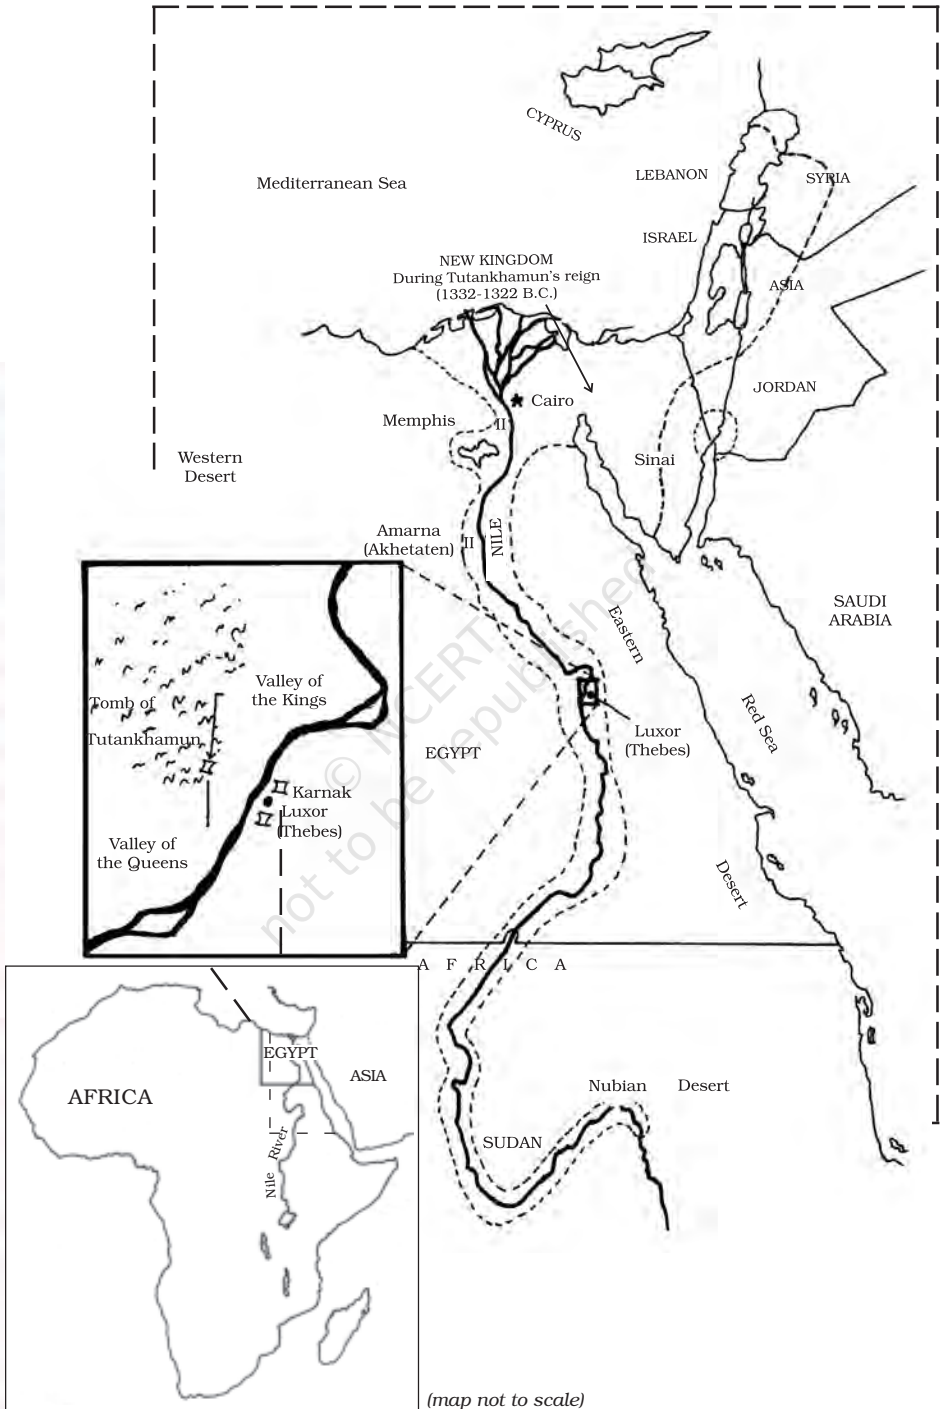 CYPRUS
Mediterranean Sea
LEBANON
SYRIA
ISRAEL
NEW KINGDOM
During Tutankhamun's reign
(1332-1322 B.C.)
ASIA
JORDAN
Cairo
Memphis
II
Sinai
Western
Desert
NILE
Amarna
(Akhetaten)
II
SAUDI
ARABIA
Eastern
Red Sea
Luxor
(Thebes)
EGYPT
Desert
Valley of
the Kings
Tomb of
Tutankhamun
Karnak
Luxor
(Thebes)
Valley of
the Queens
© NCERT
not to be republished
AFRICA
Nubian Desert
SUDAN
EGYPT
ASIA
AFRICA
Nile River
(map not to scale)